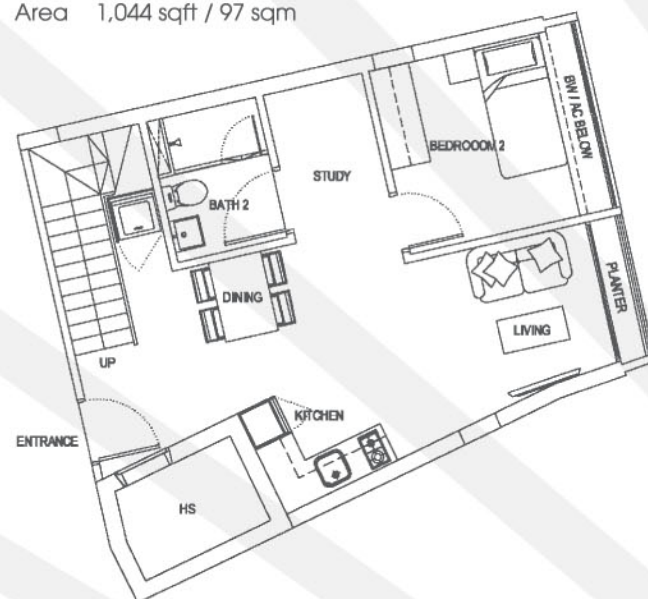 Area 1,044 sqft / 97 sqm
BW / AC BELOW
BEDROOOM 2
STUDY
BATH 2
PLANTER
DINING
LIVING
UP
KITCHEN
ENTRANCE
HS